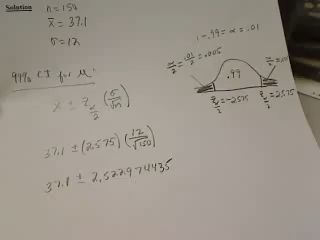 Solution
n = 150
x̄ = 37.1
σ = 12
1 - .99 = α = .01
α/2 = .01/2 = .005
.99
z α/2 = -2.575
z α/2 = 2.575
99% CI for μ:
x̄ ± z α/2 (σ/√n)
37.1 ± (2.575) (12/√150)
37.1 ± 2.522974435